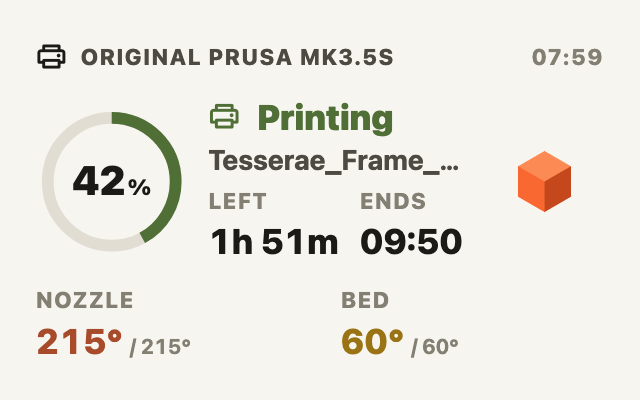 ORIGINAL PRUSA MK3.5S 07:59
42%
Printing
Tesserae_Frame_...
LEFT ENDS
1h 51m 09:50
NOZZLE BED
215° / 215° 60° / 60°